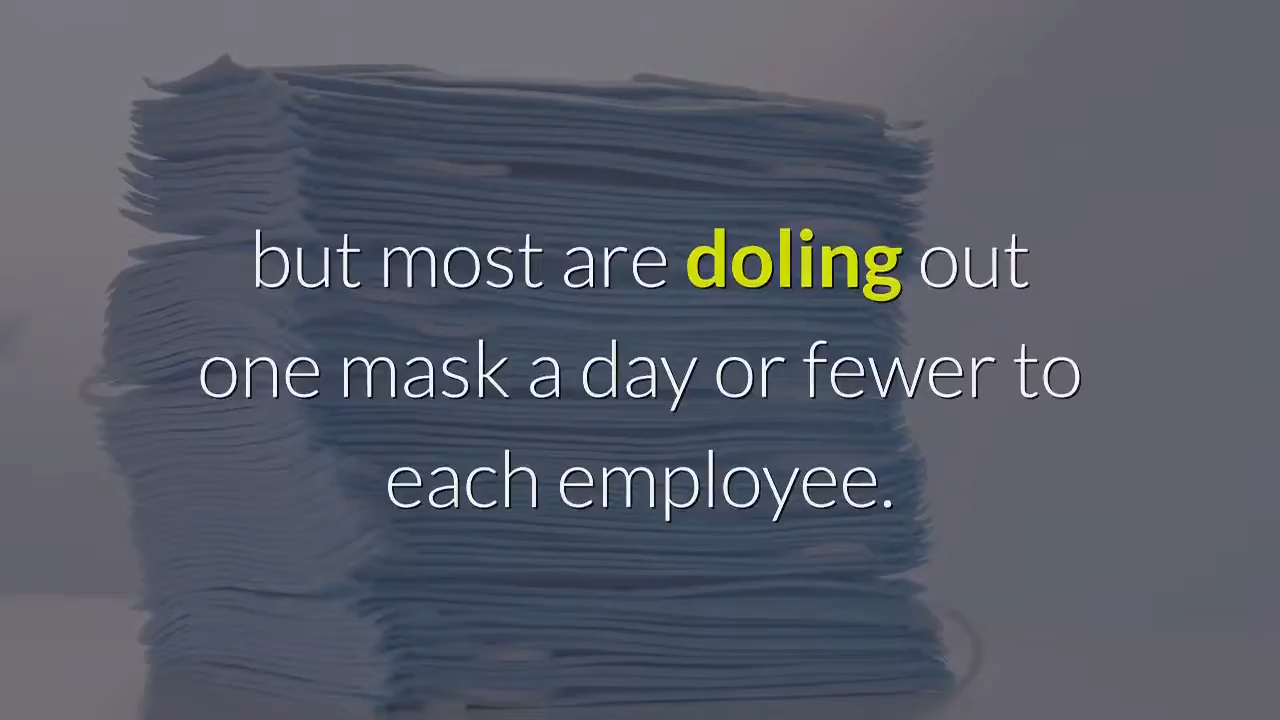 but most are doling out
one mask a day or fewer to
each employee.